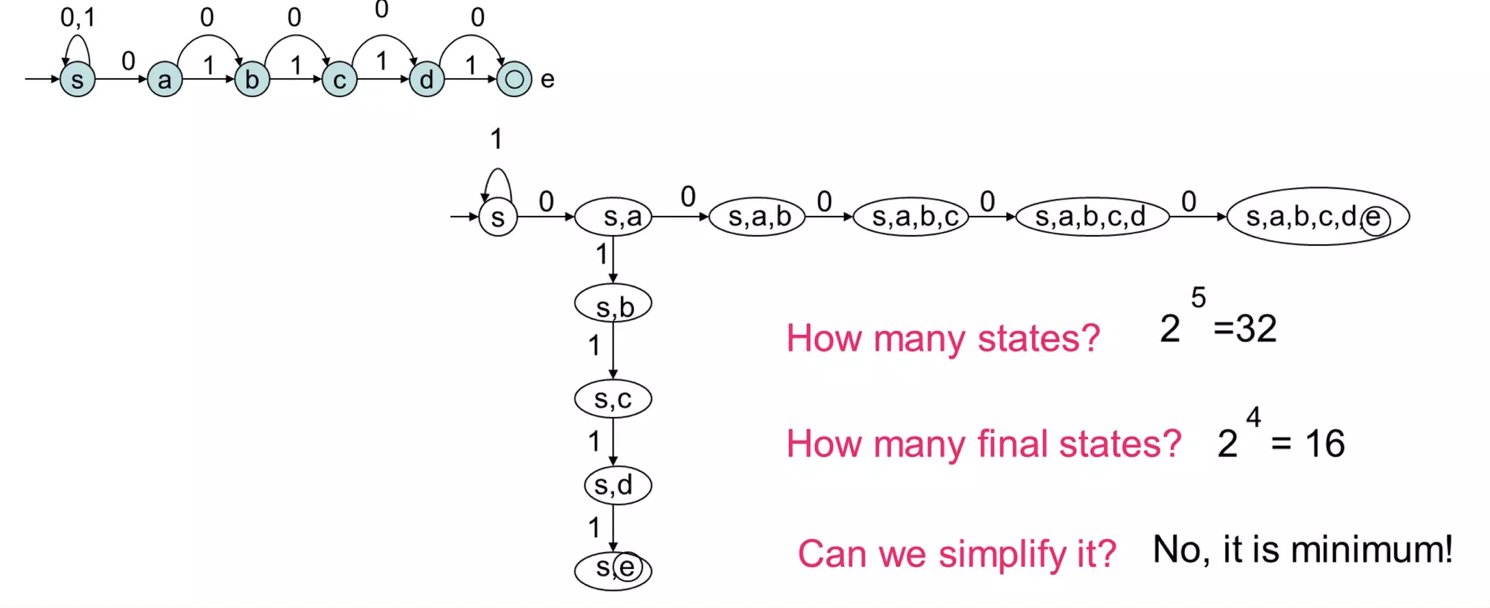 0,1 0 0 0 0
0 1 1 1 1
s a b c d e
1
0 0 0 0 0
s s,a s,a,b s,a,b,c s,a,b,c,d s,a,b,c,d,e
1
s,b
1
s,c
1
s,d
1
s,e
How many states? 2^5 =32
How many final states? 2^4 = 16
Can we simplify it? No, it is minimum!